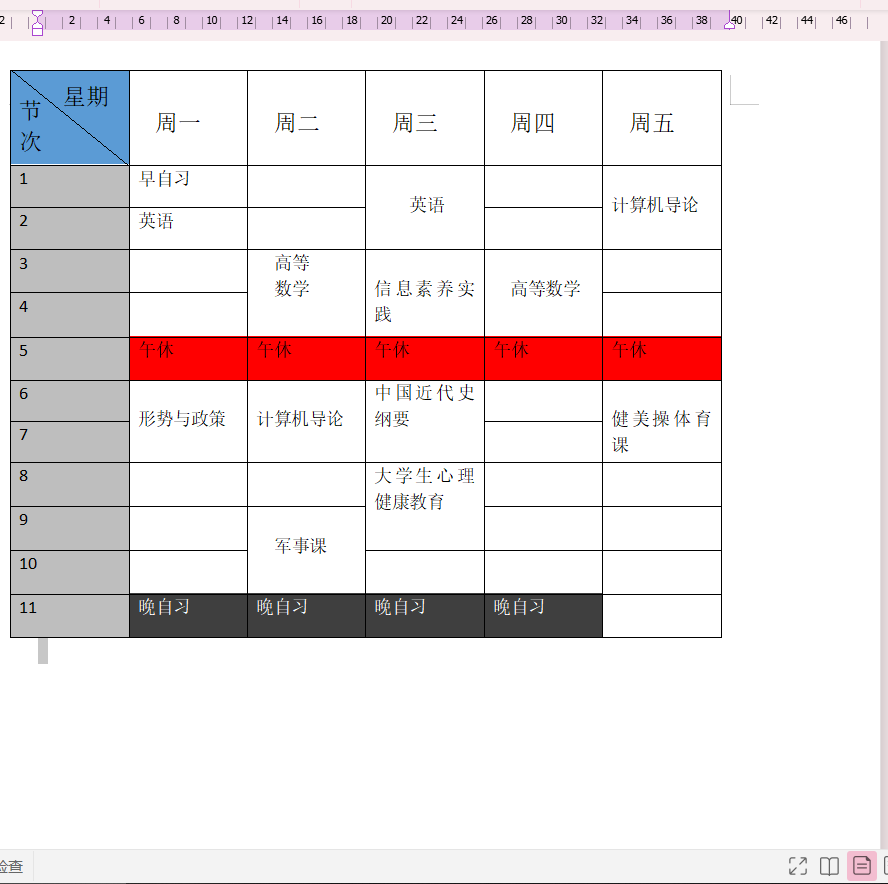 2 2 4 6 8 10 12 14 16 18 20 22 24 26 28 30 32 34 36 38 40 42 44 46
星期
节
次
周一 周二 周三 周四 周五
1 早自习
英语 计算机导论
2 英语
3 高等
数学
信息素养实
践
高等数学
4
5 午休 午休 午休 午休 午休
6 中国近代史
纲要
形势与政策 计算机导论
健美操体育
课
7
8 大学生心理
健康教育
9
军事课
10
11 晚自习 晚自习 晚自习 晚自习
检查